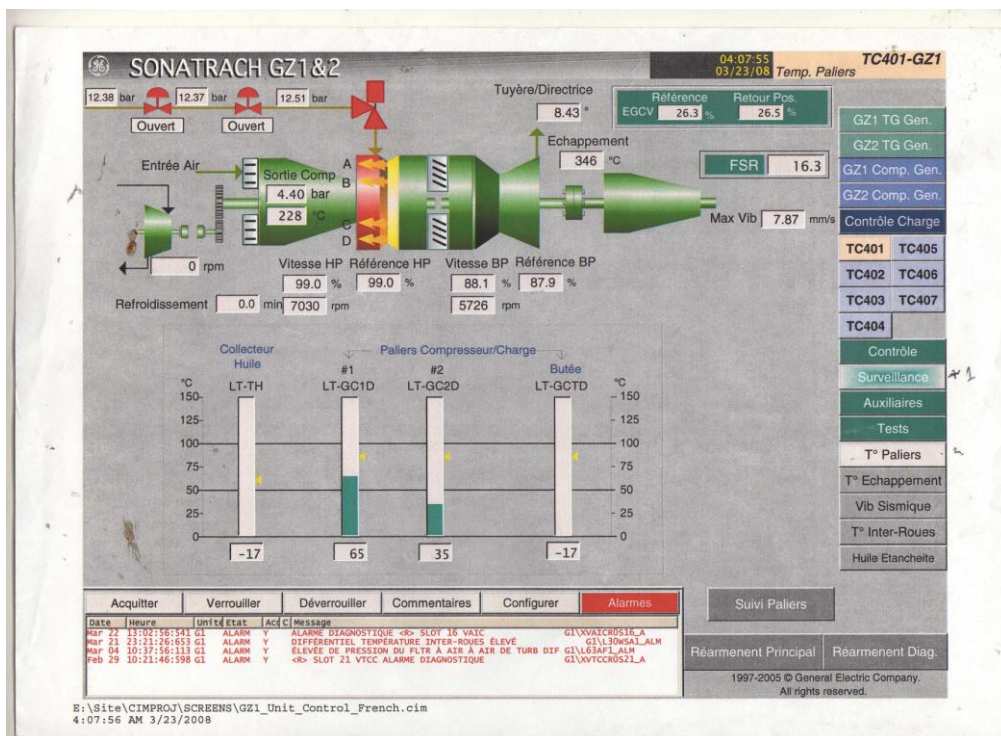 SONATRACH GZ1&2
04:07:55
03/23/08
Temp. Paliers
TC401-GZ1
12.38 bar
12.37 bar
12.51 bar
Ouvert
Ouvert
Tuyère/Directrice
8.43 °
Référence
Retour Pos.
EGCV
26.3 %
26.5 %
Echappement
346 °C
FSR
16.3
Entrée Air
Sortie Comp
4.40 bar
228 °C
A
B
C
D
Max Vib
7.87 mm/s
0 rpm
Vitesse HP
Référence HP
Vitesse BP
Référence BP
99.0 %
99.0 %
88.1 %
87.9 %
Refroidissement
0.0 min
7030 rpm
5726 rpm
GZ1 TG Gen.
GZ2 TG Gen.
GZ1 Comp. Gen.
GZ2 Comp. Gen.
Contrôle Charge
TC401 TC405
TC402 TC406
TC403 TC407
TC404
Contrôle
Surveillance
Auxiliaires
Tests
T° Paliers
T° Echappement
Vib Sismique
T° Inter-Roues
Huile Etancheite
Collecteur
Huile
Paliers Compresseur/Charge
#1
#2
Butée
LT-TH
LT-GC1D
LT-GC2D
LT-GCTD
°C
°C
150
150
125
125
100
100
75
75
50
50
25
25
0
0
-17
65
35
-17
Acquitter Verrouiller Déverrouiller Commentaires Configurer Alarmes
Date Heure Unité Etat Acc C Message
Mar 22 13:02:56:541 G1 ALARM Y ALARME DIAGNOSTIQUE <R> SLOT 16 VAIC G1\XVAICROS16_A
Mar 21 23:21:26:653 G1 ALARM Y DIFFÉRENTIEL TEMPÉRATURE INTER-ROUES ÉLEVÉ G1\L30WSA1_ALM
Mar 04 10:37:56:113 G1 ALARM Y ÉLEVÉE DE PRESSION DU FLTR À AIR À AIR DE TURB DIF G1\L63AF1_ALM
Feb 29 10:21:46:598 G1 ALARM Y <R> SLOT 21 VTCC ALARME DIAGNOSTIQUE G1\XVTCCROS21_A
Suivi Paliers
Réarmenent Principal
Réarmenent Diag.
1997-2005 © General Electric Company.
All rights reserved.
E:\Site\CIMPROJ\SCREENS\GZ1_Unit_Control_French.cim
4:07:56 AM 3/23/2008